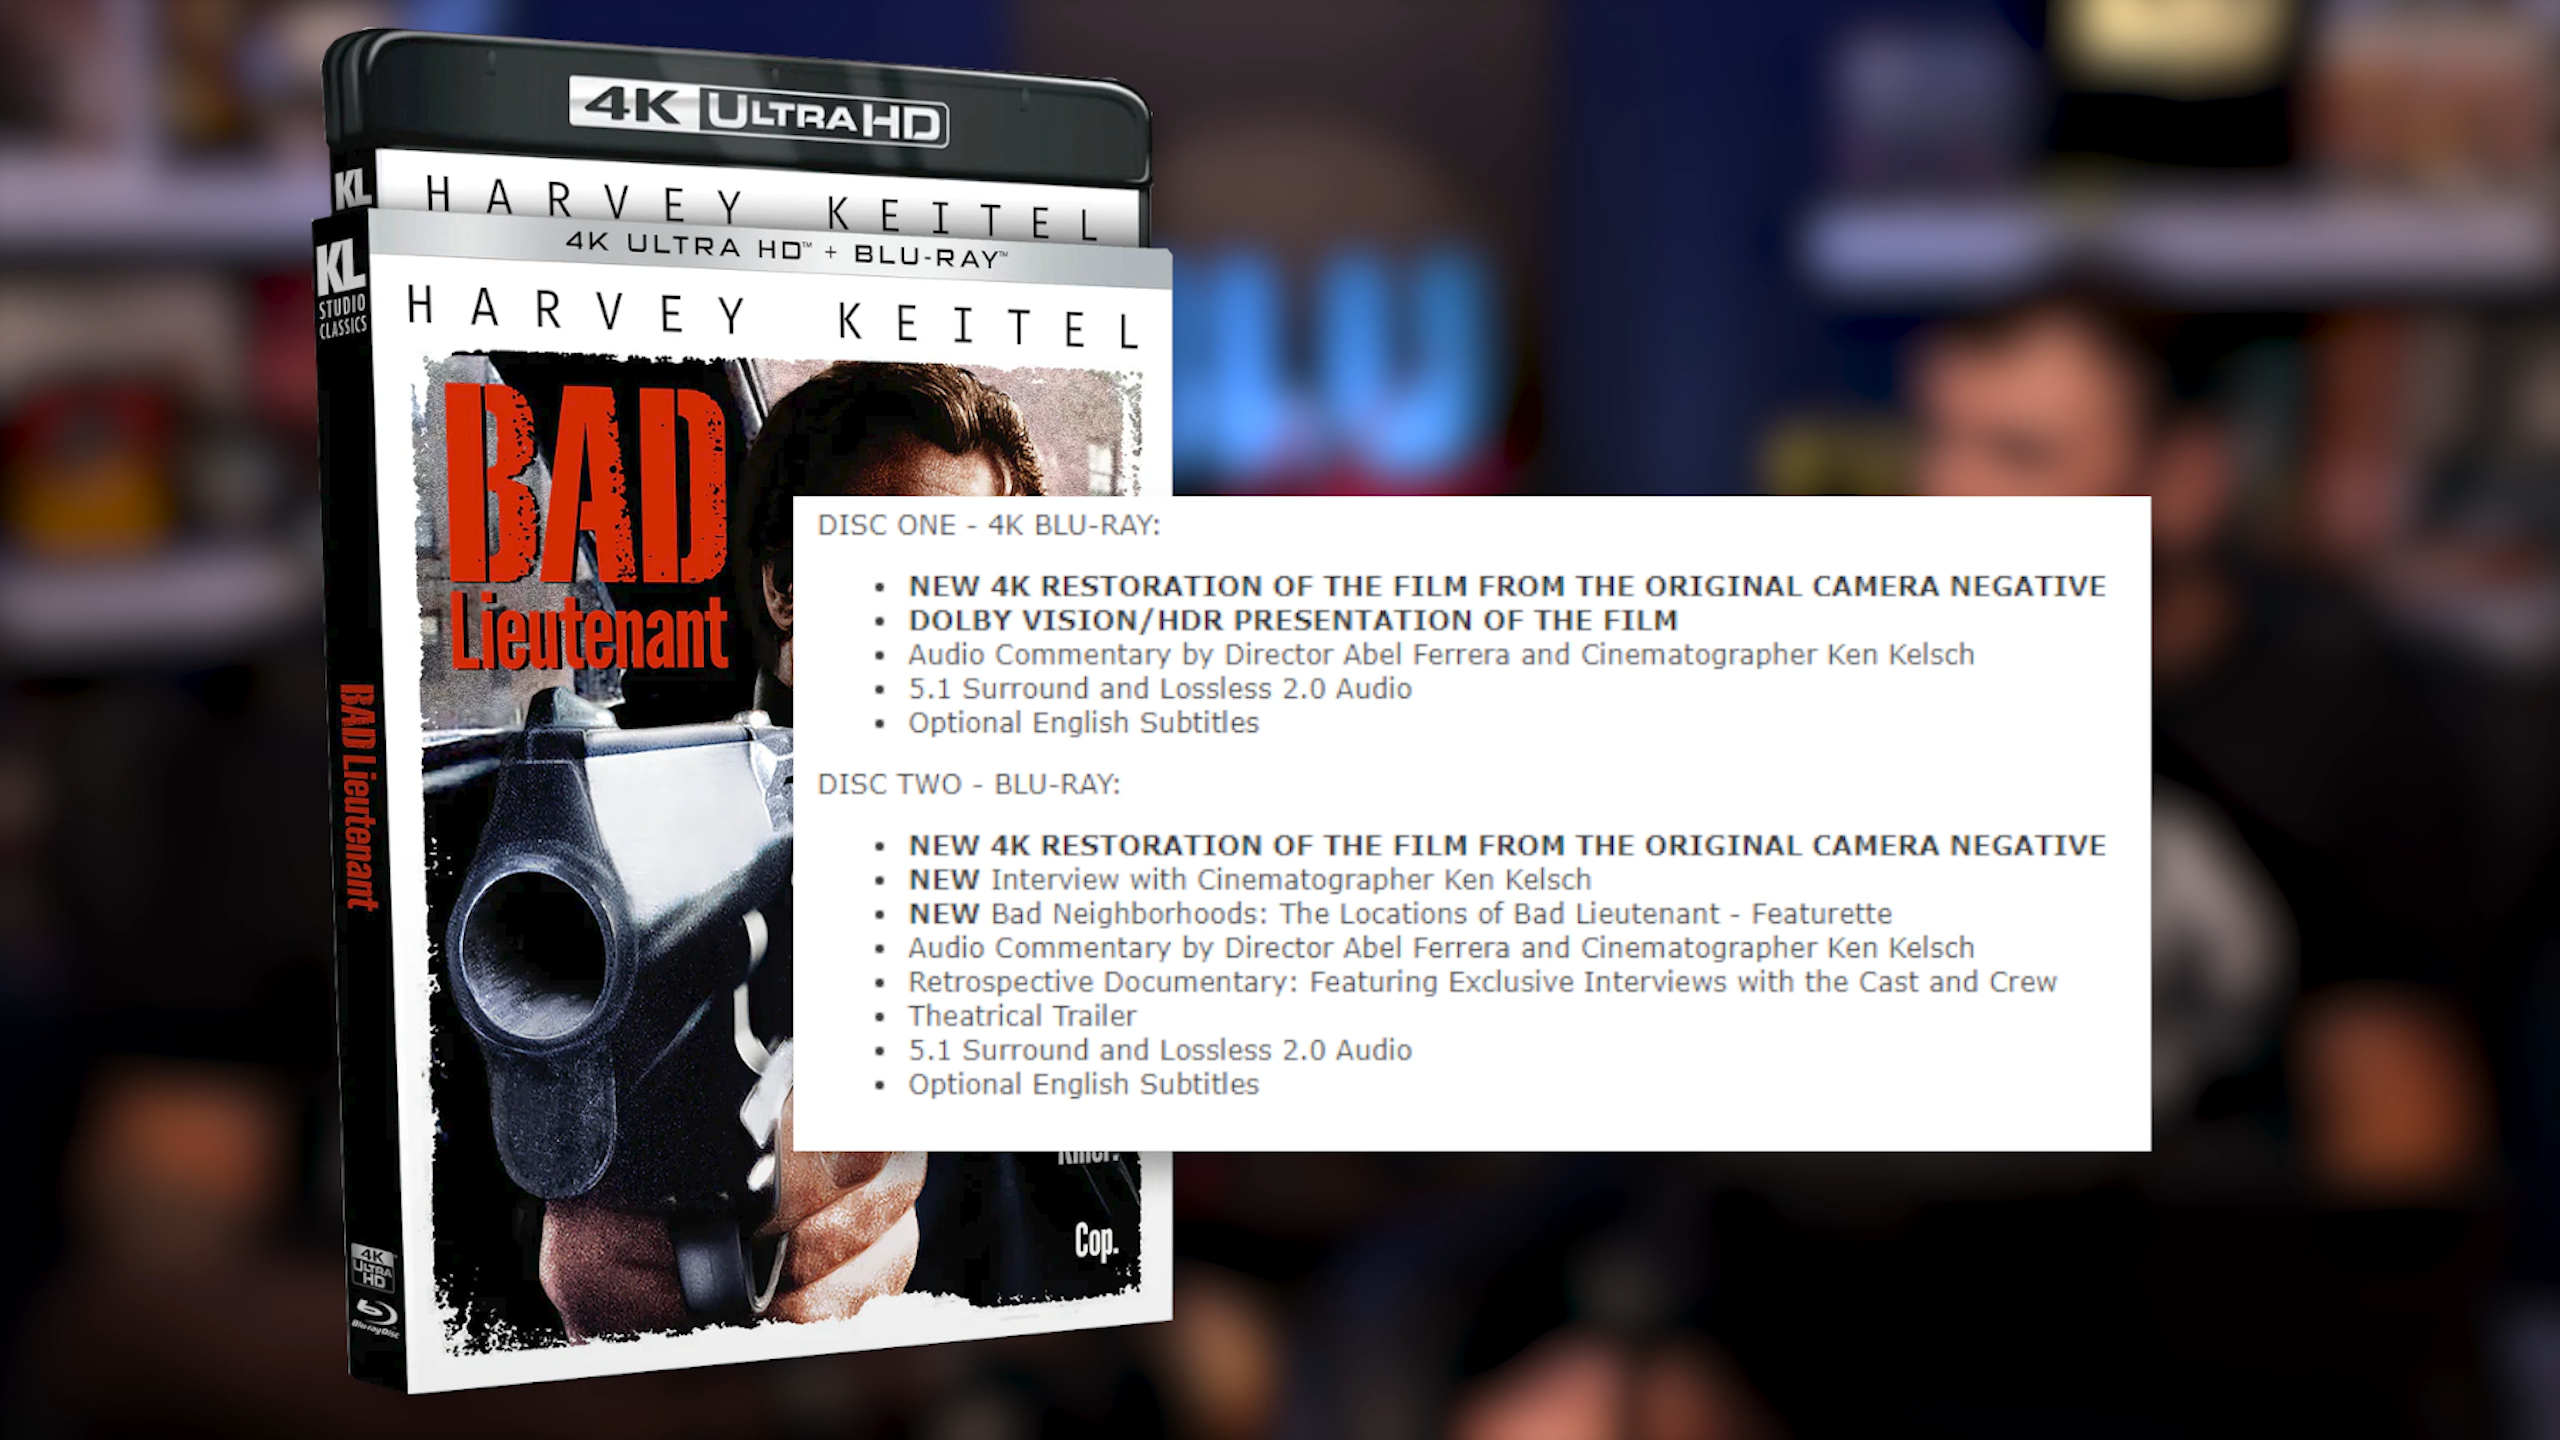 4K ULTRA HD
KL
HARVEY KEITEL
4K ULTRA HD™ + BLU-RAY™
KL
STUDIO
CLASSICS
HARVEY KEITEL
BAD
Lieutenant
BAD Lieutenant
DISC ONE - 4K BLU-RAY:
• NEW 4K RESTORATION OF THE FILM FROM THE ORIGINAL CAMERA NEGATIVE
• DOLBY VISION/HDR PRESENTATION OF THE FILM
• Audio Commentary by Director Abel Ferrera and Cinematographer Ken Kelsch
• 5.1 Surround and Lossless 2.0 Audio
• Optional English Subtitles
DISC TWO - BLU-RAY:
• NEW 4K RESTORATION OF THE FILM FROM THE ORIGINAL CAMERA NEGATIVE
• NEW Interview with Cinematographer Ken Kelsch
• NEW Bad Neighborhoods: The Locations of Bad Lieutenant - Featurette
• Audio Commentary by Director Abel Ferrera and Cinematographer Ken Kelsch
• Retrospective Documentary: Featuring Exclusive Interviews with the Cast and Crew
• Theatrical Trailer
• 5.1 Surround and Lossless 2.0 Audio
• Optional English Subtitles
Cop.
4K
ULTRA
HD
Blu-ray Disc